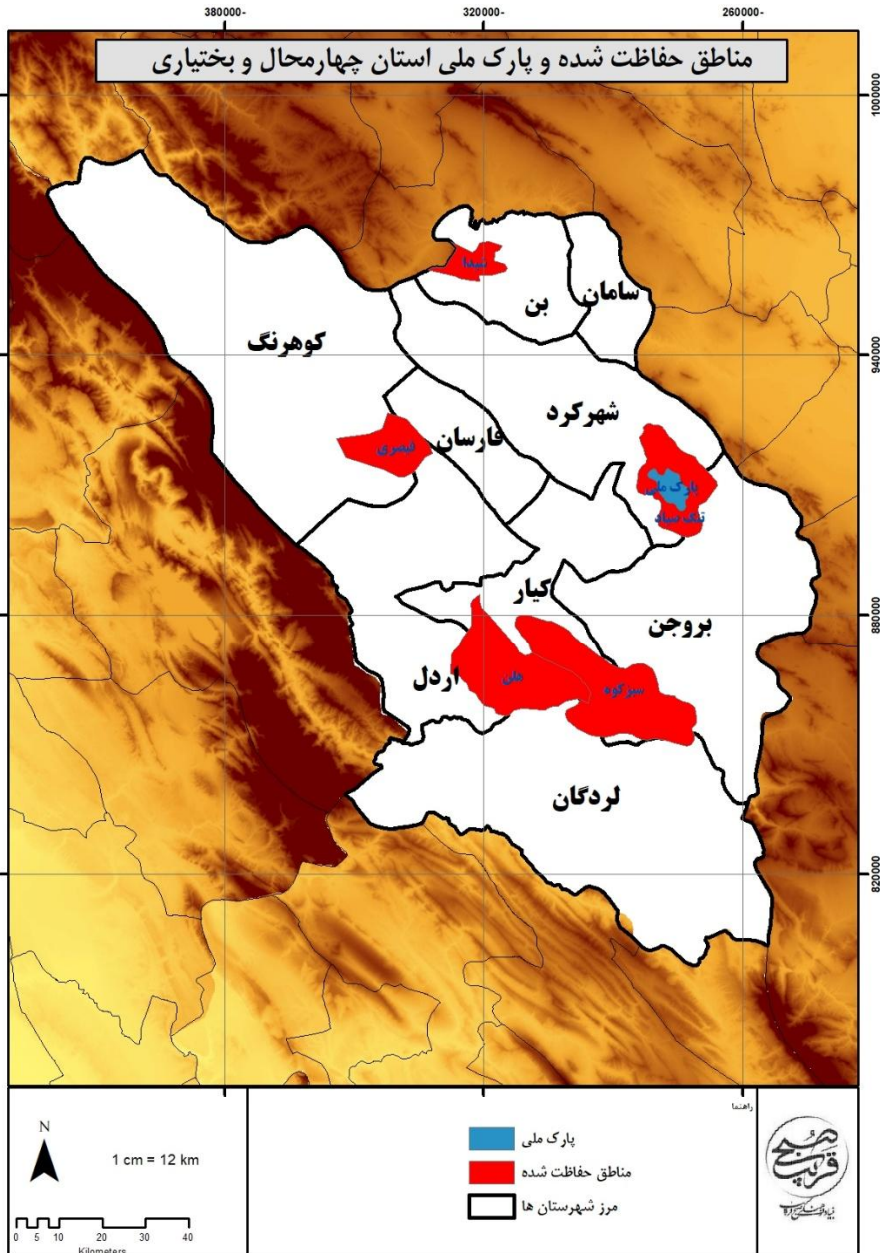 380000-
320000-
260000-
مناطق حفاظت شده و پارک ملی استان چهارمحال و بختیاری
1000000
940000
880000
820000
شیدا
بن
سامان
کوهرنگ
شهرکرد
فارسان
قیصری
پارک ملی
تنگ صیاد
کیار
بروجن
اردل
هلن
سبزکوه
لردگان
راهنما
پارک ملی
مناطق حفاظت شده
مرز شهرستان ها
N
1 cm = 12 km
0 5 10 20 30 40
Kilometers